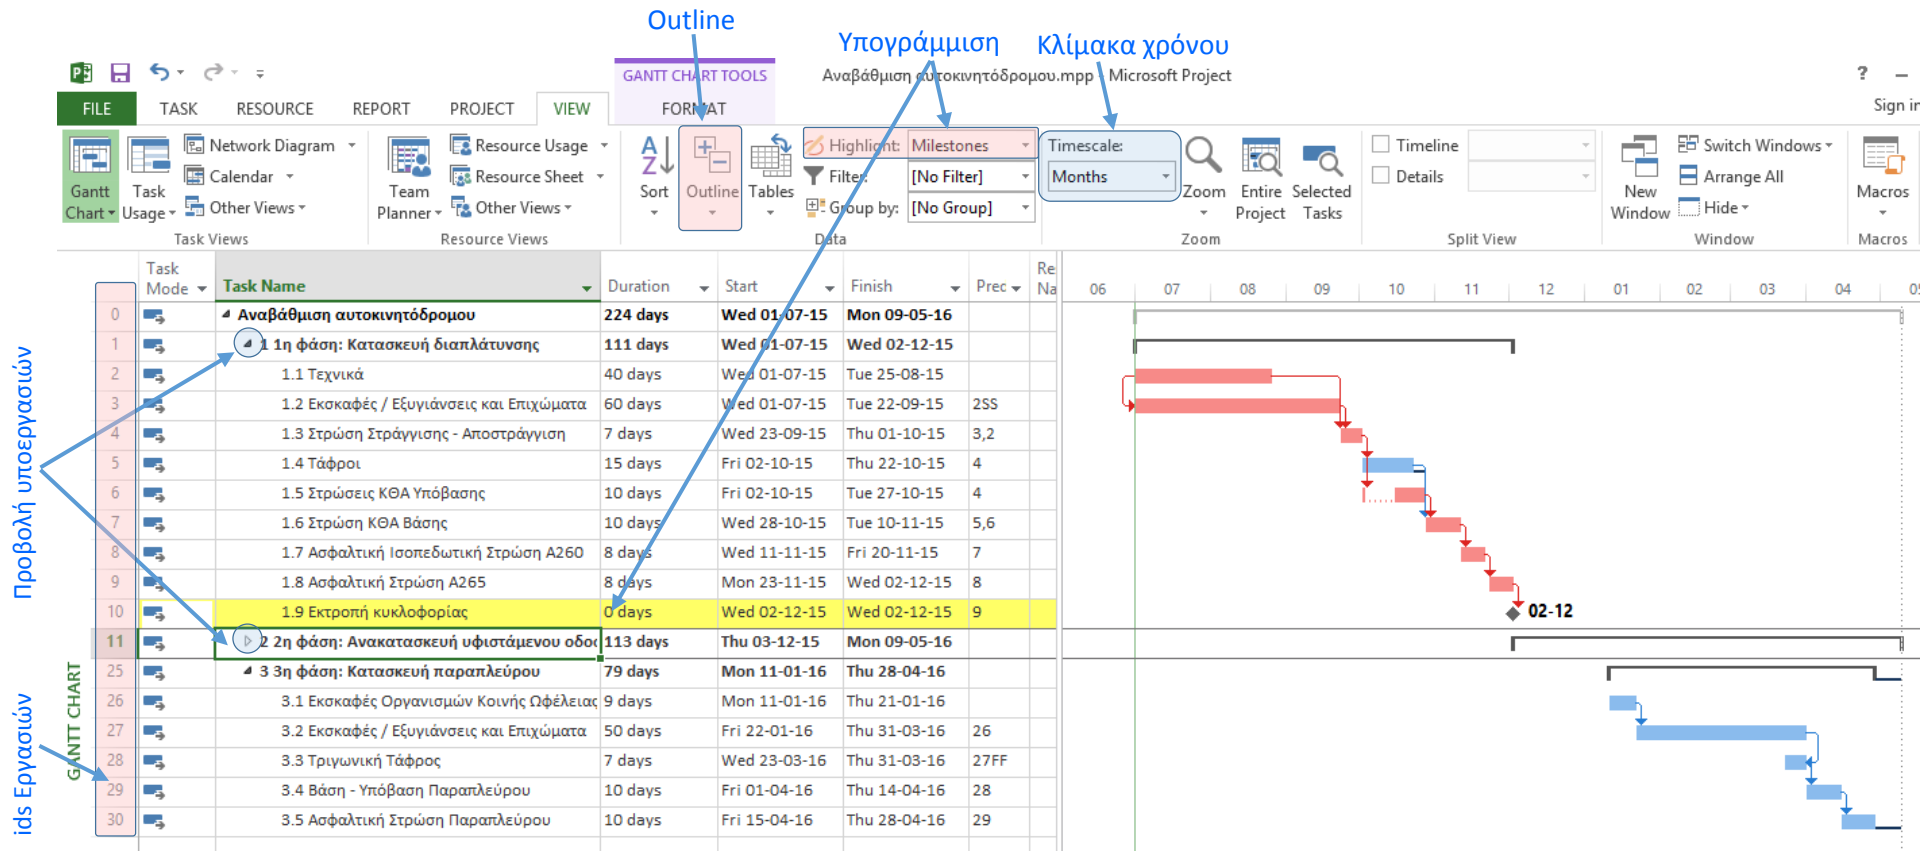 Outline
Υπογράμμιση
Κλίμακα χρόνου
GANTT CHART TOOLS
Αναβάθμιση αυτοκινητόδρομου.mpp - Microsoft Project
?
FILE TASK RESOURCE REPORT PROJECT VIEW FORMAT
Sign in
Gantt Chart
Task Usage
Network Diagram
Calendar
Other Views
Task Views
Team Planner
Resource Usage
Resource Sheet
Other Views
Resource Views
Sort
Outline
Tables
Highlight: Milestones
Filter: [No Filter]
Group by: [No Group]
Data
Timescale:
Months
Zoom
Entire Project
Selected Tasks
Zoom
Timeline
Details
Split View
New Window
Switch Windows
Arrange All
Hide
Window
Macros
Macros
Task Mode Task Name Duration Start Finish Prec Re Na
06 07 08 09 10 11 12 01 02 03 04 05
0 Αναβάθμιση αυτοκινητόδρομου 224 days Wed 01-07-15 Mon 09-05-16
1 1 1η φάση: Κατασκευή διαπλάτυνσης 111 days Wed 01-07-15 Wed 02-12-15
2 1.1 Τεχνικά 40 days Wed 01-07-15 Tue 25-08-15
3 1.2 Εκσκαφές / Εξυγιάνσεις και Επιχώματα 60 days Wed 01-07-15 Tue 22-09-15 2SS
4 1.3 Στρώση Στράγγισης - Αποστράγγιση 7 days Wed 23-09-15 Thu 01-10-15 3,2
5 1.4 Τάφροι 15 days Fri 02-10-15 Thu 22-10-15 4
6 1.5 Στρώσεις ΚΘΑ Υπόβασης 10 days Fri 02-10-15 Tue 27-10-15 4
7 1.6 Στρώση ΚΘΑ Βάσης 10 days Wed 28-10-15 Tue 10-11-15 5,6
8 1.7 Ασφαλτική Ισοπεδωτική Στρώση Α260 8 days Wed 11-11-15 Fri 20-11-15 7
9 1.8 Ασφαλτική Στρώση Α265 8 days Mon 23-11-15 Wed 02-12-15 8
10 1.9 Εκτροπή κυκλοφορίας 0 days Wed 02-12-15 Wed 02-12-15 9
02-12
11 2 2η φάση: Ανακατασκευή υφιστάμενου οδο 113 days Thu 03-12-15 Mon 09-05-16
25 3 3η φάση: Κατασκευή παραπλεύρου 79 days Mon 11-01-16 Thu 28-04-16
26 3.1 Εκσκαφές Οργανισμών Κοινής Ωφέλειας 9 days Mon 11-01-16 Thu 21-01-16
27 3.2 Εκσκαφές / Εξυγιάνσεις και Επιχώματα 50 days Fri 22-01-16 Thu 31-03-16 26
28 3.3 Τριγωνική Τάφρος 7 days Wed 23-03-16 Thu 31-03-16 27FF
29 3.4 Βάση - Υπόβαση Παραπλεύρου 10 days Fri 01-04-16 Thu 14-04-16 28
30 3.5 Ασφαλτική Στρώση Παραπλεύρου 10 days Fri 15-04-16 Thu 28-04-16 29
Προβολή υποεργασιών
ids Εργασιών
GANTT CHART